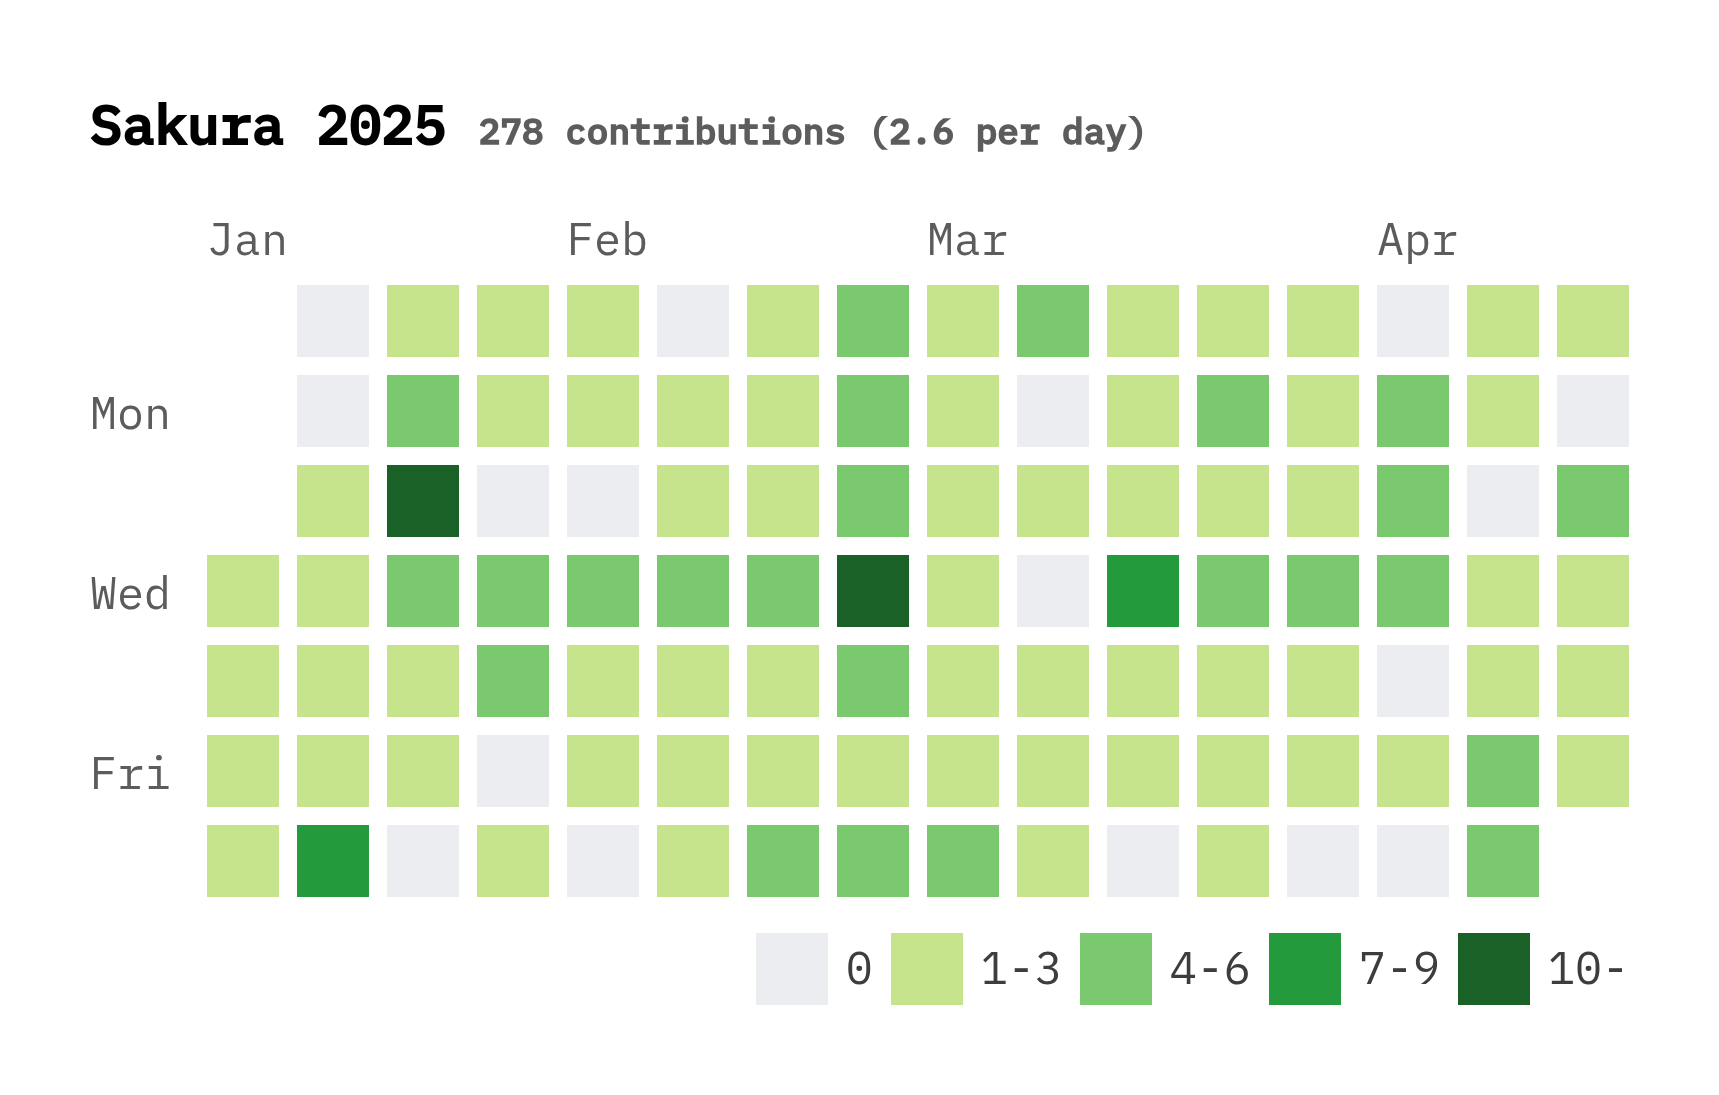 Sakura 2025 278 contributions (2.6 per day)
Jan Feb Mar Apr
Mon
Wed
Fri
0 1-3 4-6 7-9 10-